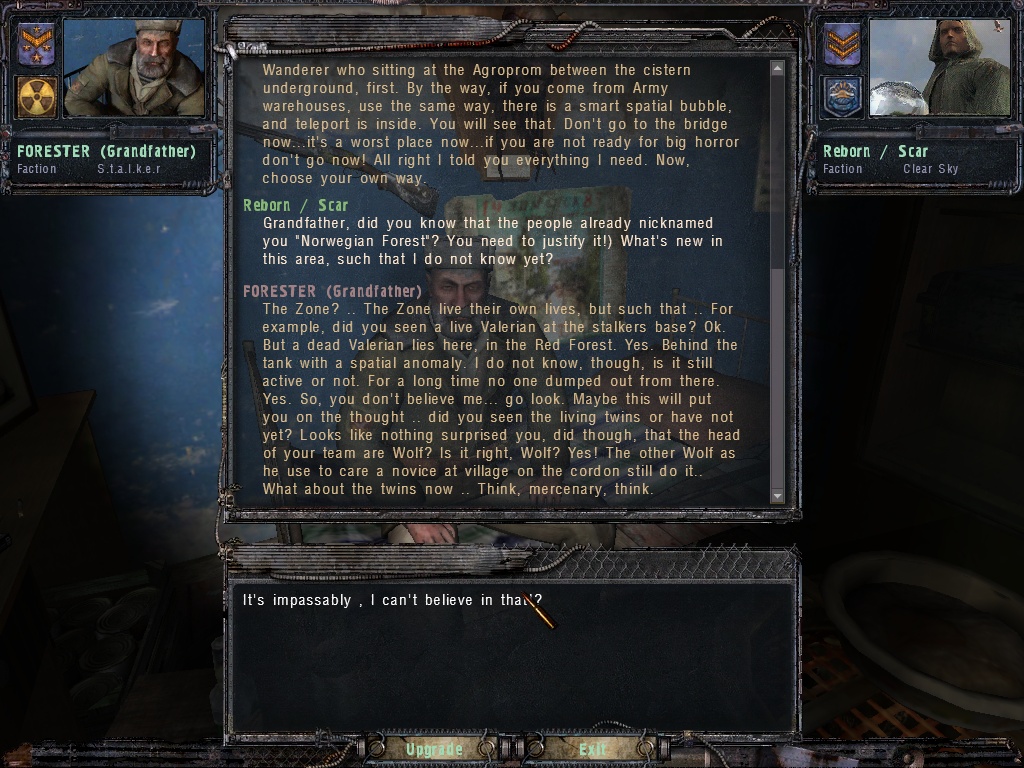 FORESTER (Grandfather)
Faction S.t.a.l.k.e.r
Reborn / Scar
Faction Clear Sky
Wanderer who sitting at the Agroprom between the cistern
underground, first. By the way, if you come from Army
warehouses, use the same way, there is a smart spatial bubble,
and teleport is inside. You will see that. Don't go to the bridge
now...it's a worst place now...if you are not ready for big horror
don't go now! All right I told you everything I need. Now,
choose your own way.
Reborn / Scar
Grandfather, did you know that the people already nicknamed
you "Norwegian Forest"? You need to justify it!) What's new in
this area, such that I do not know yet?
FORESTER (Grandfather)
The Zone? .. The Zone live their own lives, but such that .. For
example, did you seen a live Valerian at the stalkers base? Ok.
But a dead Valerian lies here, in the Red Forest. Yes. Behind the
tank with a spatial anomaly. I do not know, though, is it still
active or not. For a long time no one dumped out from there.
Yes. So, you don't believe me... go look. Maybe this will put
you on the thought .. did you seen the living twins or have not
yet? Looks like nothing surprised you, did though, that the head
of your team are Wolf? Is it right, Wolf? Yes! The other Wolf as
he use to care a novice at village on the cordon still do it..
What about the twins now .. Think, mercenary, think.
It's impassably , I can't believe in that!?
Upgrade
Exit